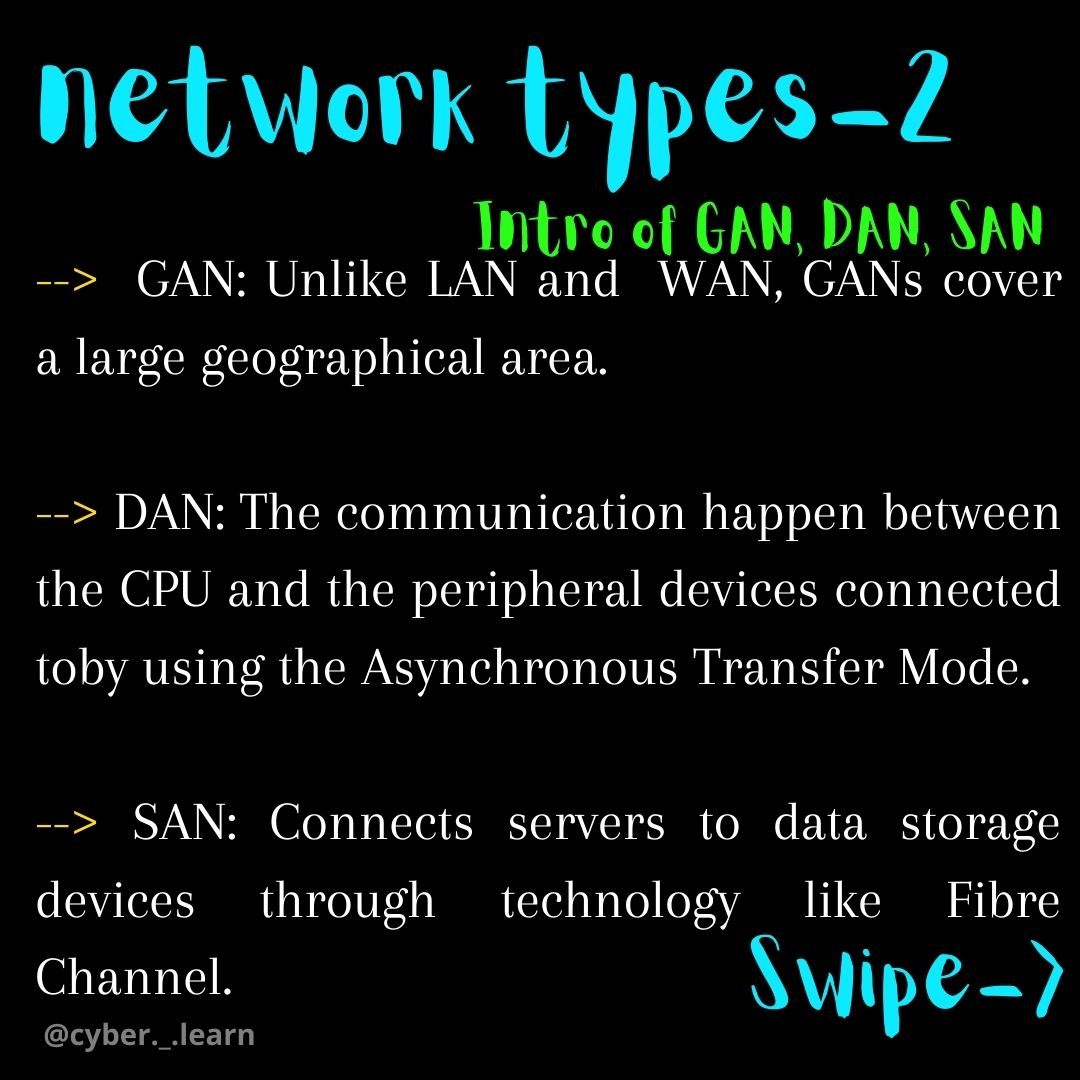 network types-2
Intro of GAN, DAN, SAN
--> GAN: Unlike LAN and WAN, GANs cover
a large geographical area.
--> DAN: The communication happen between
the CPU and the peripheral devices connected
toby using the Asynchronous Transfer Mode.
--> SAN: Connects servers to data storage
devices through technology like Fibre
Channel.
Swipe->
@cyber._.learn